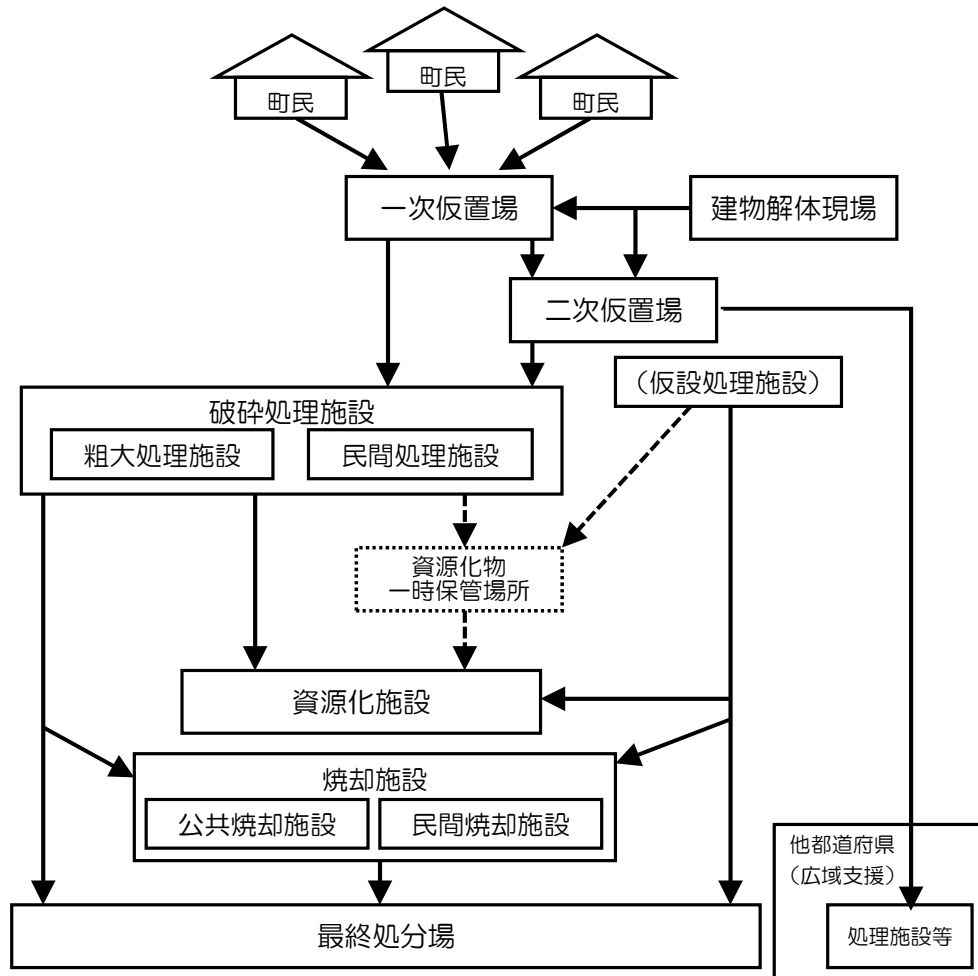 町民
町民
町民
一次仮置場
建物解体現場
二次仮置場
（仮設処理施設）
破砕処理施設
粗大処理施設
民間処理施設
資源化物
一時保管場所
資源化施設
焼却施設
公共焼却施設
民間焼却施設
他都道府県
（広域支援）
最終処分場
処理施設等